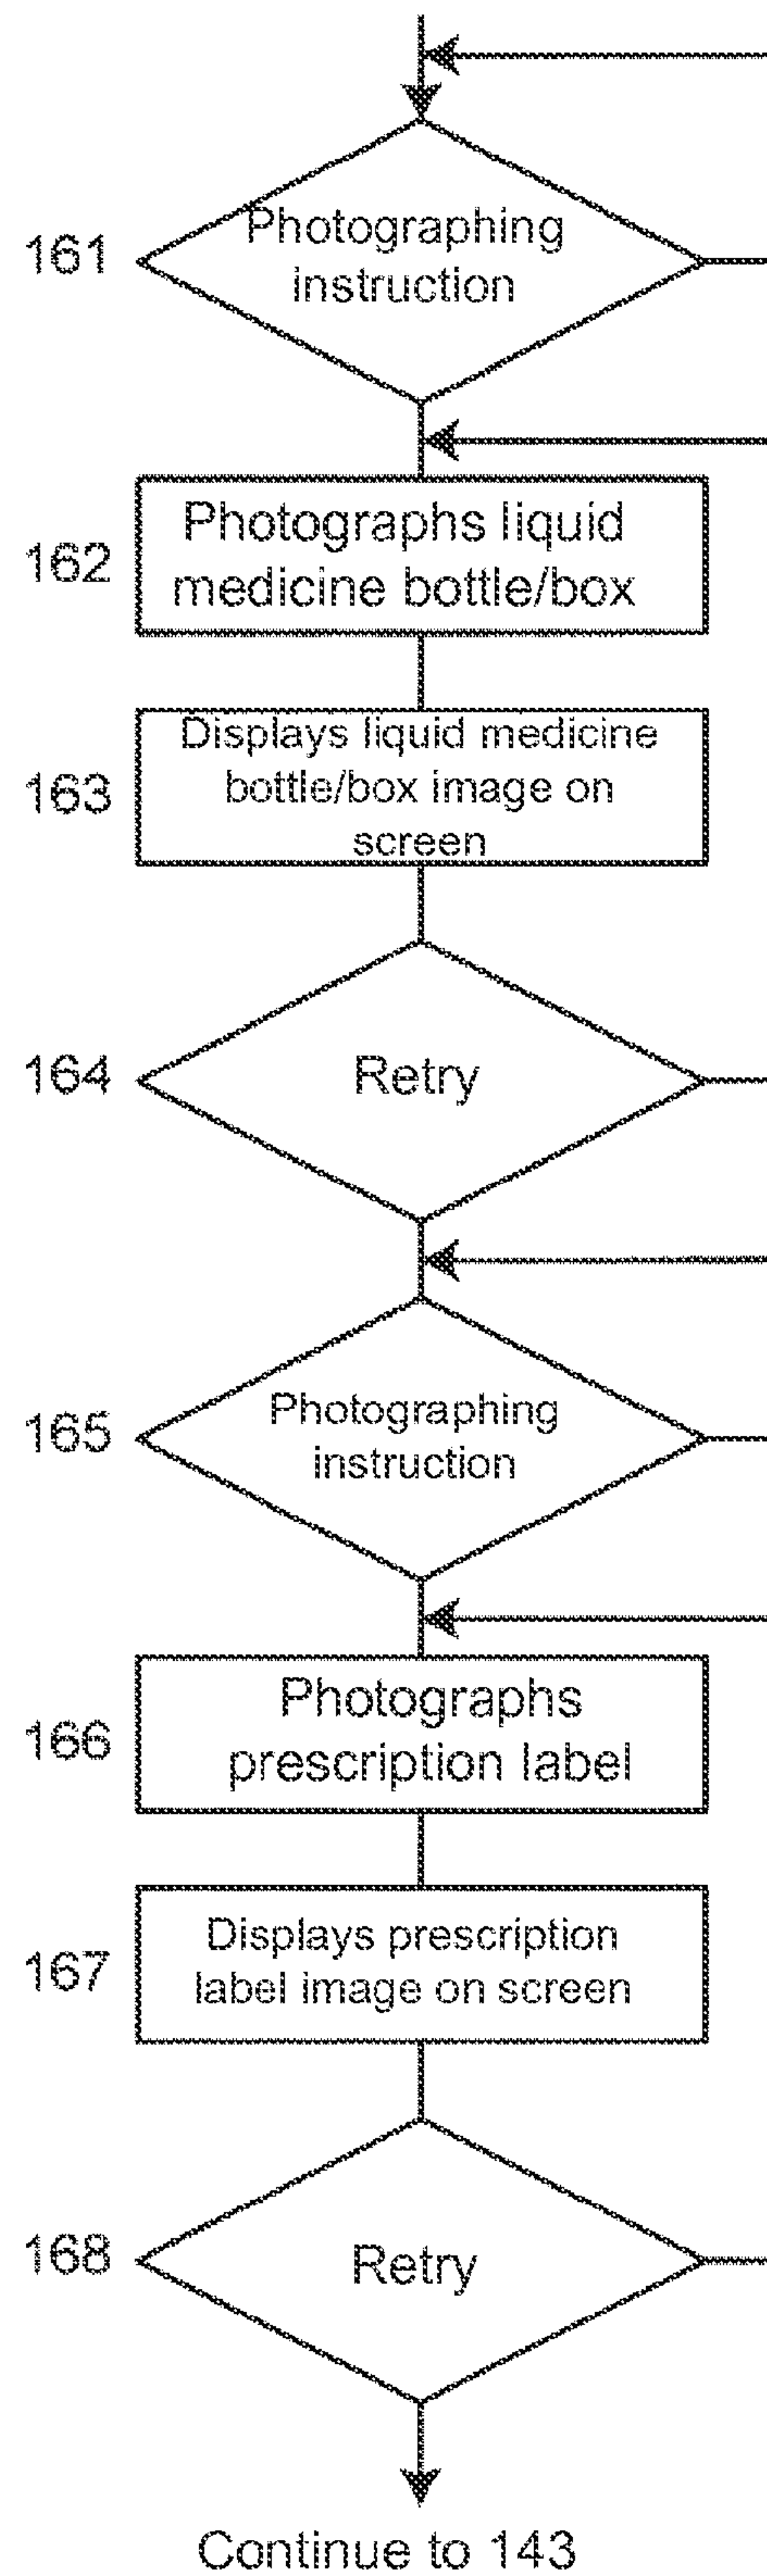 161
Photographing
instruction
162
Photographs liquid
medicine bottle/box
163
Displays liquid medicine
bottle/box image on
screen
164
Retry
165
Photographing
instruction
166
Photographs
prescription label
167
Displays prescription
label image on screen
168
Retry
Continue to 143